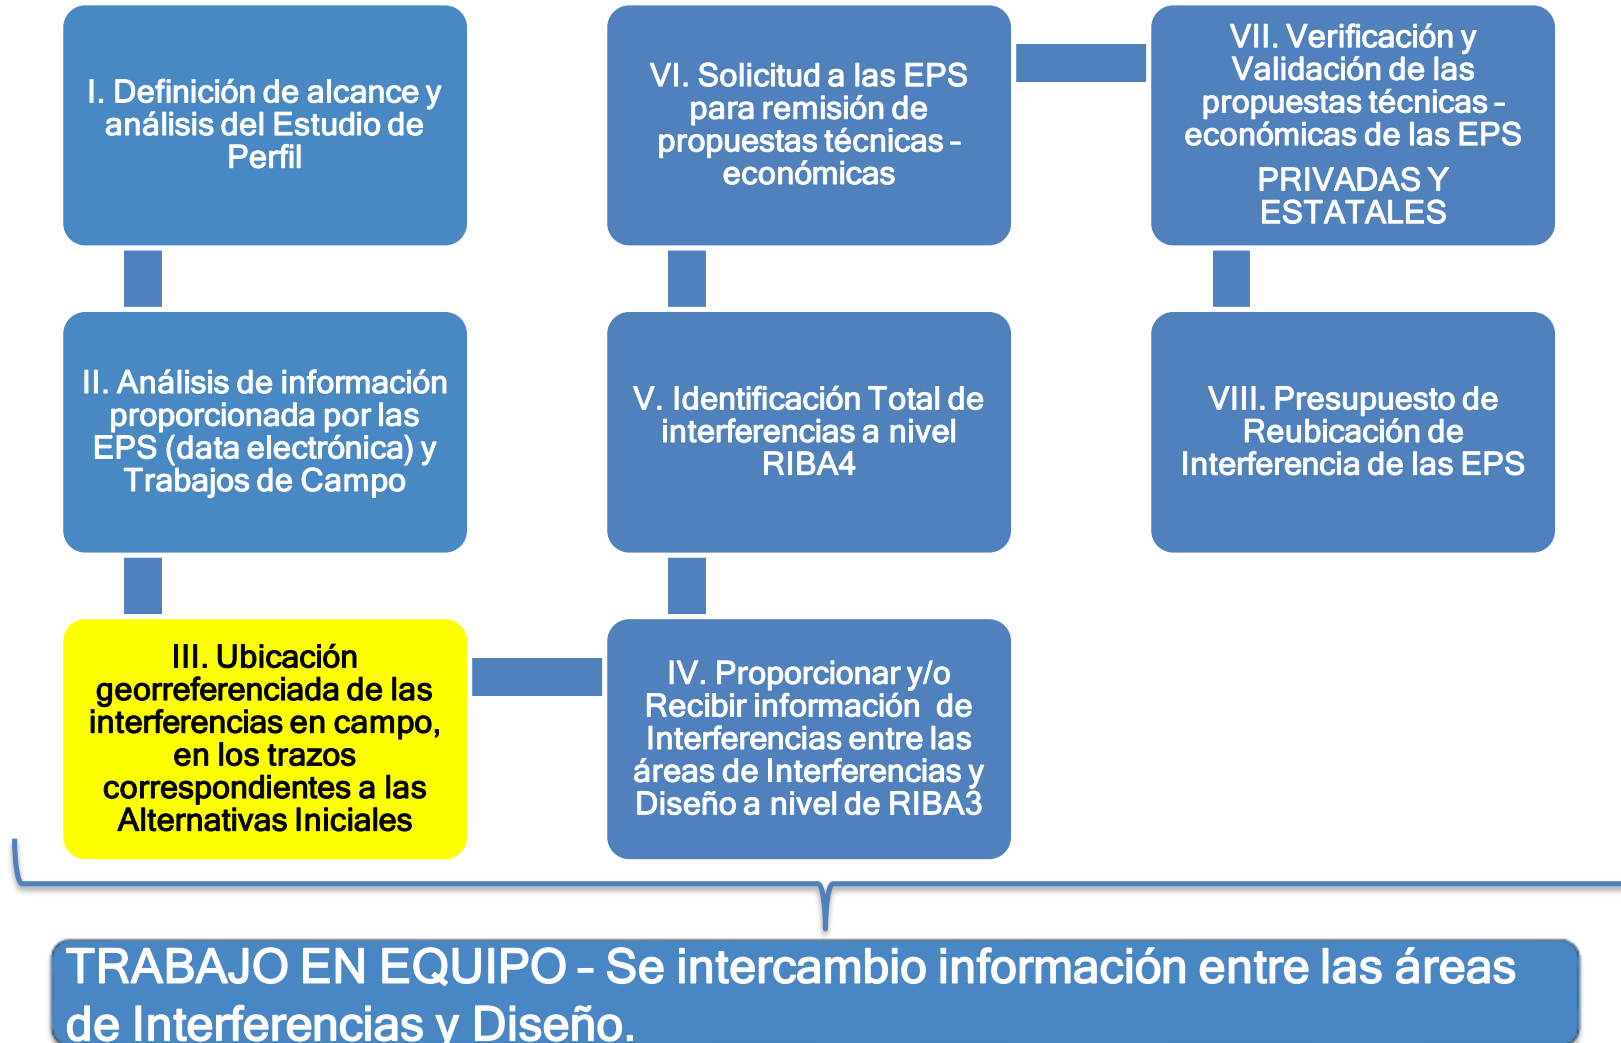 I. Definición de alcance y
análisis del Estudio de
Perfil
II. Análisis de información
proporcionada por las
EPS (data electrónica) y
Trabajos de Campo
III. Ubicación
georreferenciada de las
interferencias en campo,
en los trazos
correspondientes a las
Alternativas Iniciales
IV. Proporcionar y/o
Recibir información de
Interferencias entre las
áreas de Interferencias y
Diseño a nivel de RIBA3
V. Identificación Total de
interferencias a nivel
RIBA4
VI. Solicitud a las EPS
para remisión de
propuestas técnicas –
económicas
VII. Verificación y
Validación de las
propuestas técnicas –
económicas de las EPS
PRIVADAS Y
ESTATALES
VIII. Presupuesto de
Reubicación de
Interferencia de las EPS
TRABAJO EN EQUIPO – Se intercambio información entre las áreas
de Interferencias y Diseño.